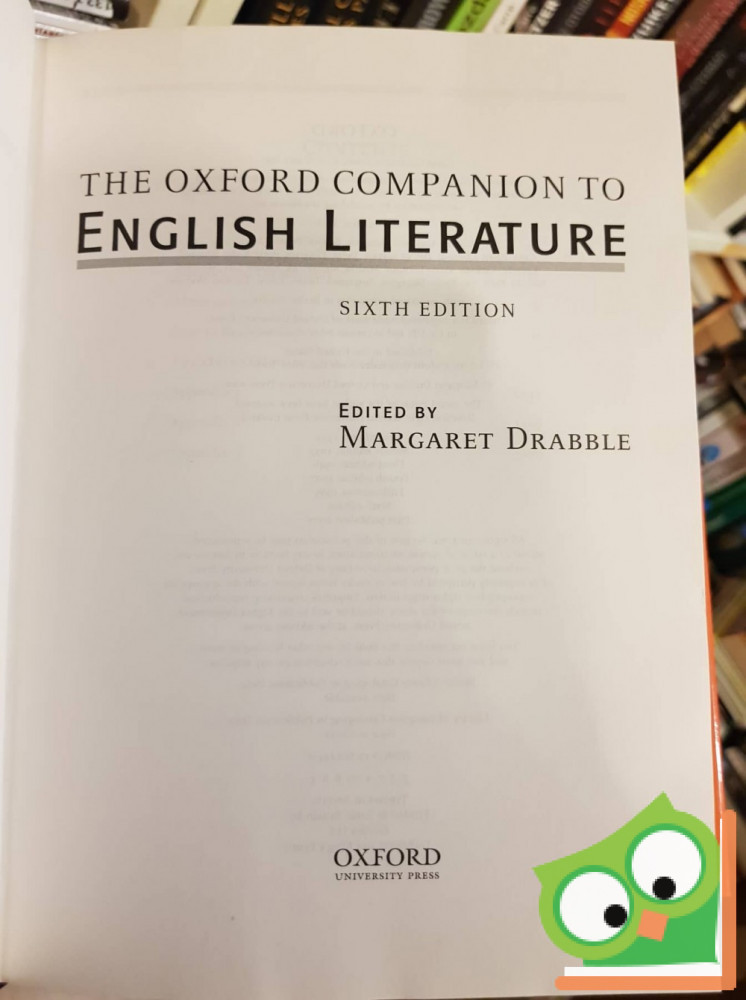 THE OXFORD COMPANION TO
ENGLISH LITERATURE
SIXTH EDITION
EDITED BY
MARGARET DRABBLE
OXFORD
UNIVERSITY PRESS